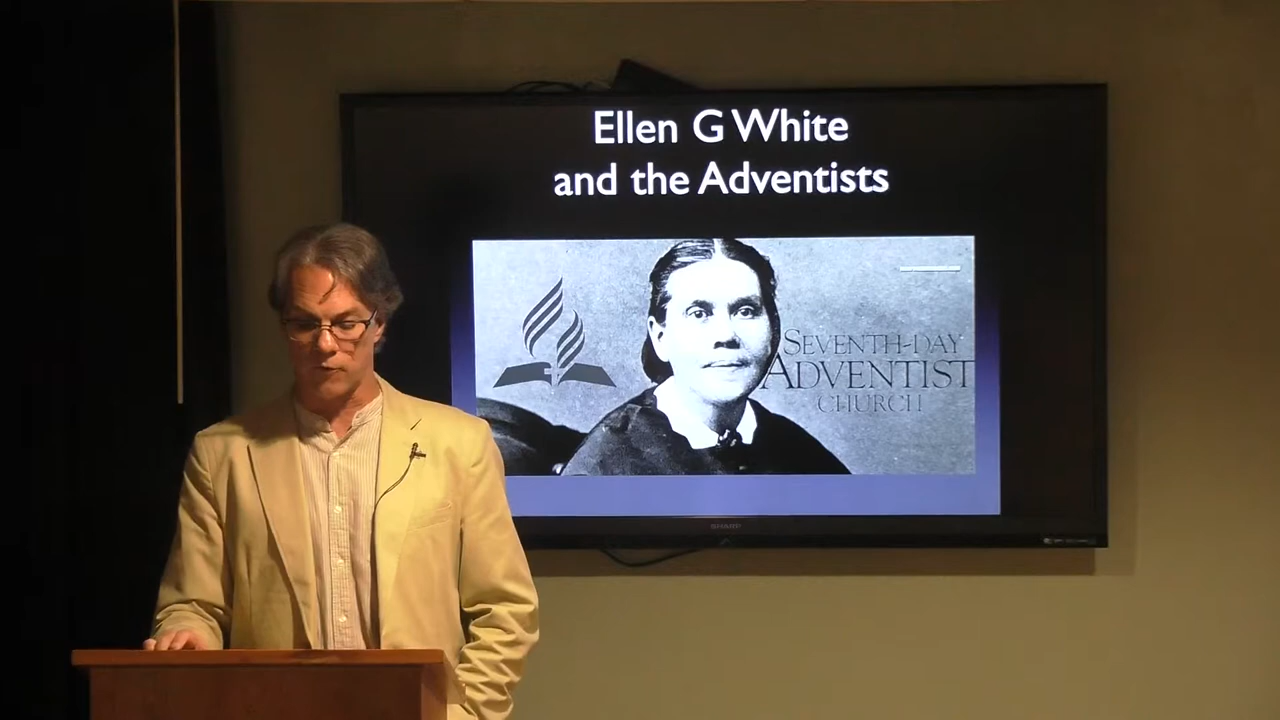 Ellen G White
and the Adventists
SEVENTH-DAY
ADVENTIST
CHURCH
SHARP